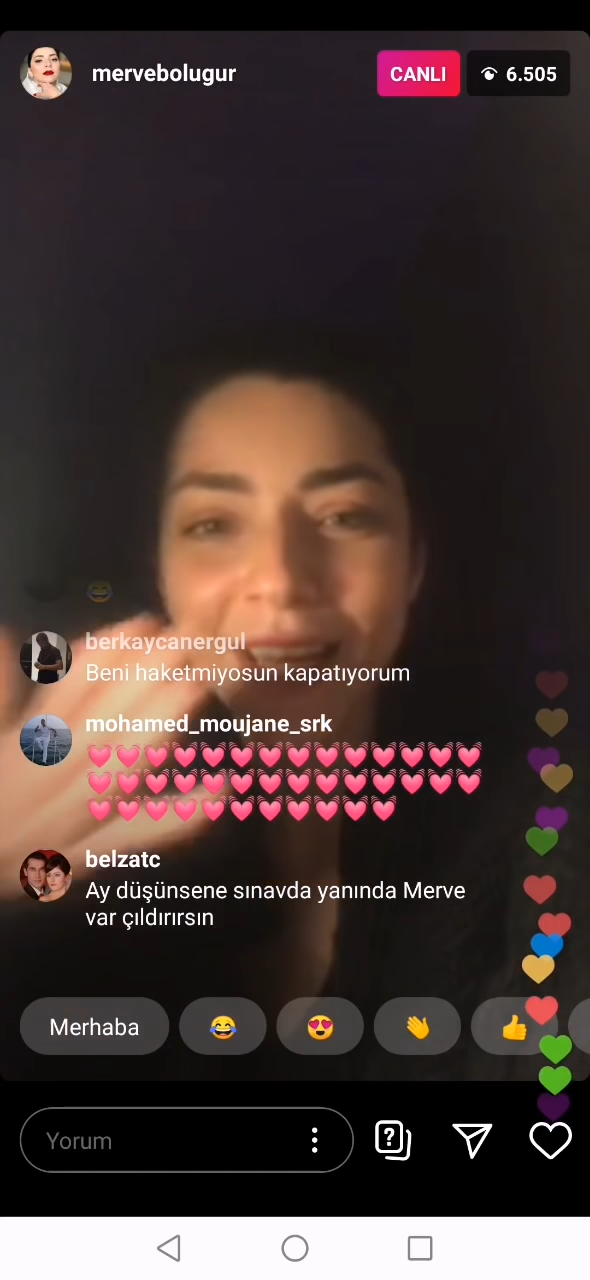 mervebolugur
CANLI
6.505
berkaycanergul
Beni haketmiyosun kapatıyorum
mohamed_moujane_srk
💓💓💓💓💓💓💓💓💓💓💓💓💓💓
💓💓💓💓💓💓💓💓💓💓💓💓💓💓
💓💓💓💓💓💓💓💓💓💓💓
belzatc
Ay düşünsene sınavda yanında Merve
var çıldırırsın
Merhaba
Yorum